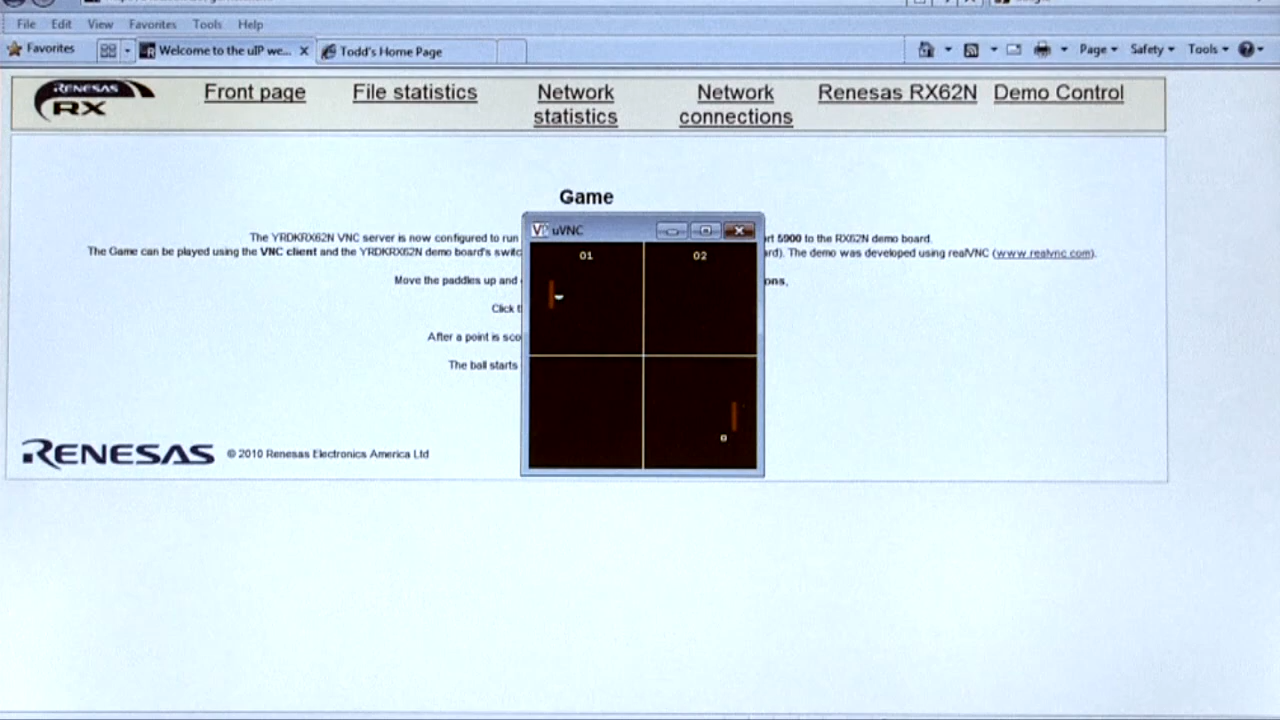 File Edit View Favorites Tools Help
Favorites Welcome to the uIP we... Todd's Home Page Page Safety Tools
RENESAS
RX
Front page File statistics Network statistics Network connections Renesas RX62N Demo Control
Game
The YRDKRX62N VNC server is now configured to run
rt 5900 to the RX62N demo board.
The Game can be played using the VNC client and the YRDKRX62N demo board's switc
rd). The demo was developed using realVNC (www.realvnc.com).
Move the paddles up and
ons,
Click t
After a point is sco
The ball starts
uVNC
01 02
RENESAS © 2010 Renesas Electronics America Ltd